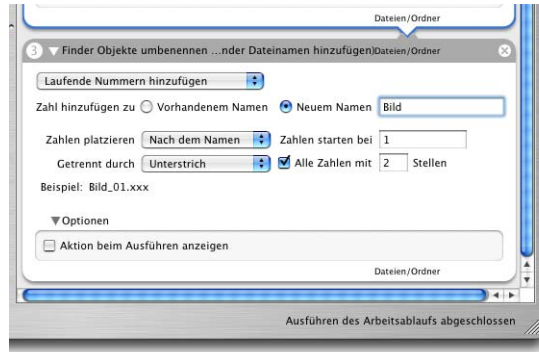 Dateien/Ordner
3 Finder Objekte umbenennen ...nder Dateinamen hinzufügen)Dateien/Ordner
Laufende Nummern hinzufügen
Zahl hinzufügen zu Vorhandenem Namen Neuem Namen Bild
Zahlen platzieren Nach dem Namen Zahlen starten bei 1
Getrennt durch Unterstrich Alle Zahlen mit 2 Stellen
Beispiel: Bild_01.xxx
Optionen
Aktion beim Ausführen anzeigen
Dateien/Ordner
Ausführen des Arbeitsablaufs abgeschlossen